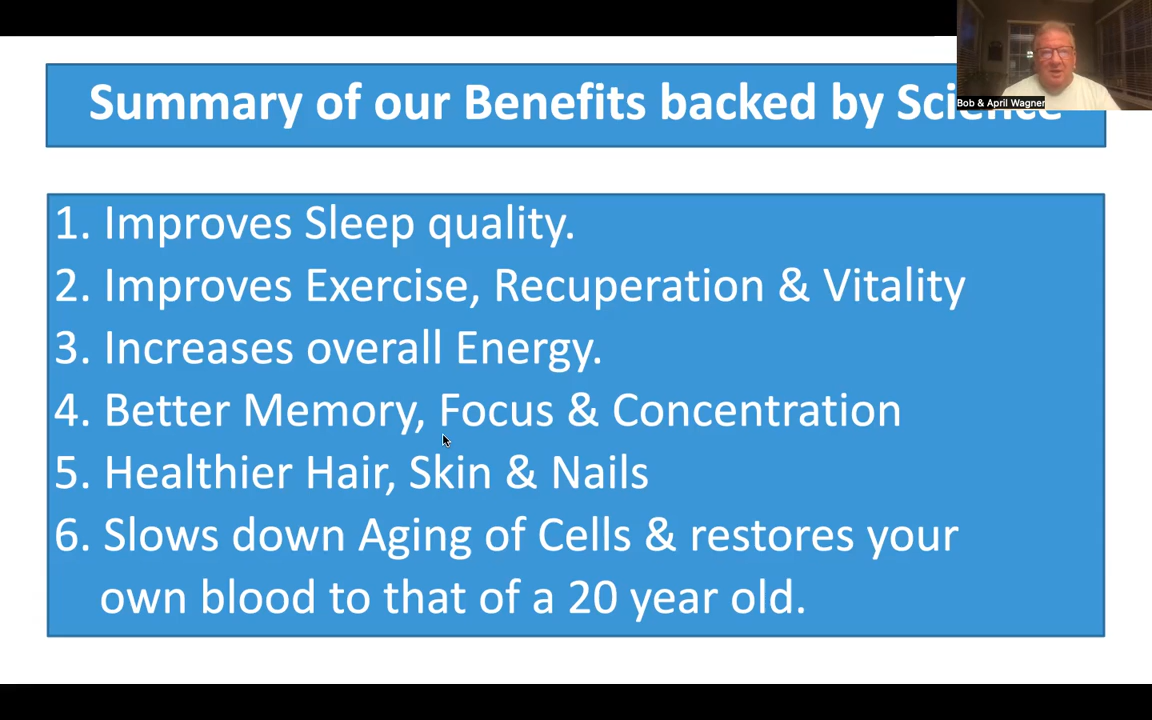 Summary of our Benefits backed by Science
Bob & April Wagner
1. Improves Sleep quality.
2. Improves Exercise, Recuperation & Vitality
3. Increases overall Energy.
4. Better Memory, Focus & Concentration
5. Healthier Hair, Skin & Nails
6. Slows down Aging of Cells & restores your
own blood to that of a 20 year old.